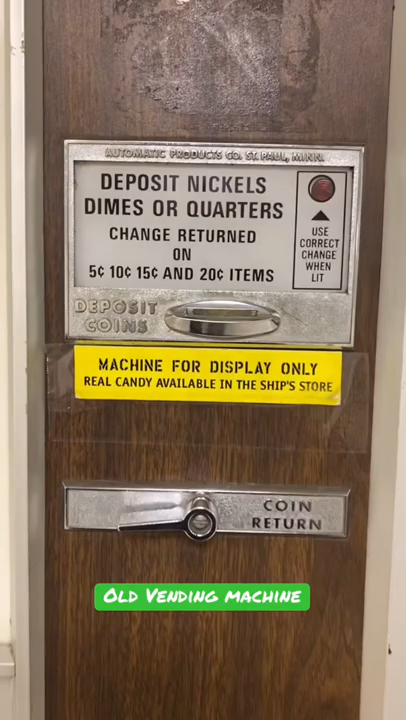 AUTOMATIC PRODUCTS CO. ST. PAUL, MINN.
DEPOSIT NICKELS
DIMES OR QUARTERS
CHANGE RETURNED
ON
5¢ 10¢ 15¢ AND 20¢ ITEMS
USE
CORRECT
CHANGE
WHEN
LIT
DEPOSIT
COINS
MACHINE FOR DISPLAY ONLY
REAL CANDY AVAILABLE IN THE SHIP'S STORE
COIN
RETURN
OLD VENDING MACHINE